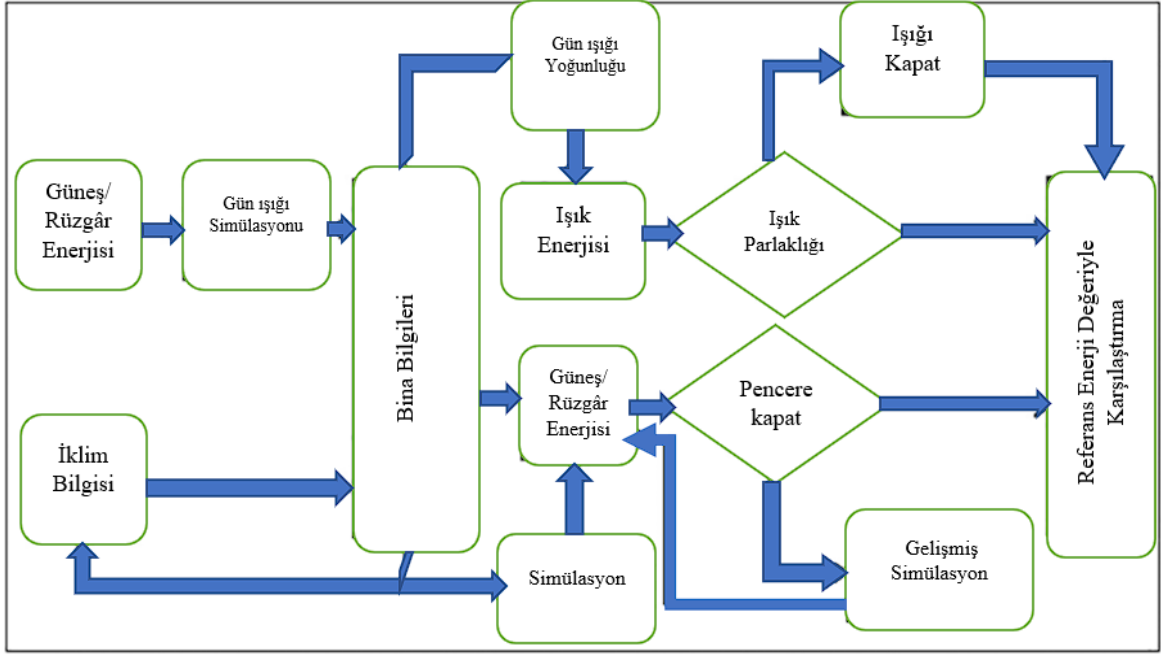 Güneş/
Rüzgâr
Enerjisi
Gün ışığı
Simülasyonu
İklim
Bilgisi
Bina Bilgileri
Gün ışığı
Yoğunluğu
Işık
Enerjisi
Işık
Parlaklığı
Işığı
Kapat
Güneş/
Rüzgâr
Enerjisi
Pencere
kapat
Simülasyon
Gelişmiş
Simülasyon
Referans Enerji Değeriyle
Karşılaştırma